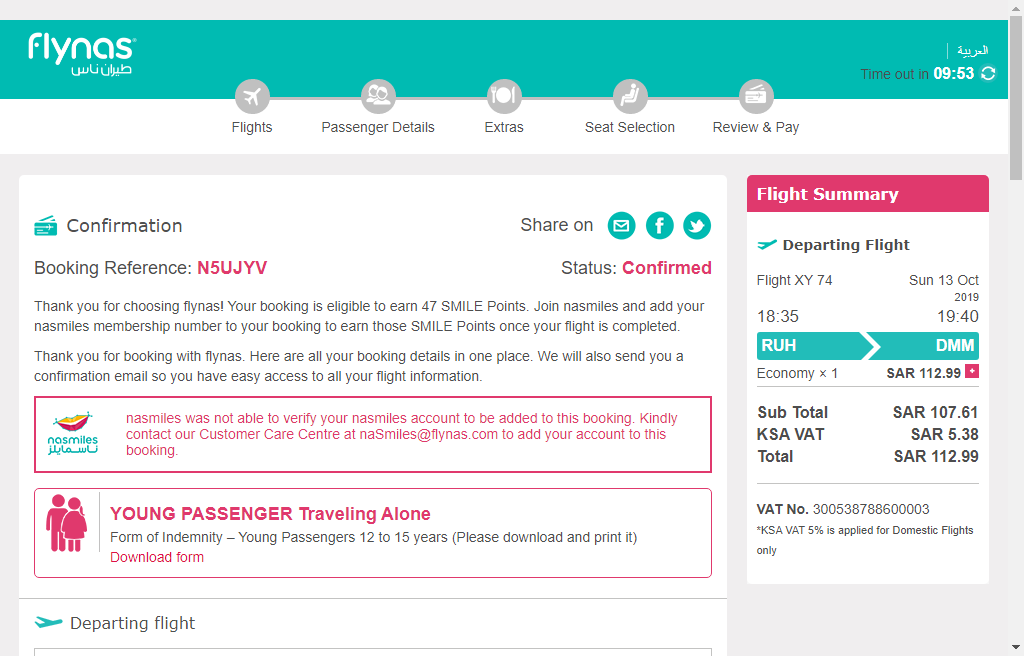 flynas
طيران ناس
العربية
Time out in 09:53
Flights
Passenger Details
Extras
Seat Selection
Review & Pay
Confirmation
Share on
Booking Reference: N5UJYV
Status: Confirmed
Thank you for choosing flynas! Your booking is eligible to earn 47 SMILE Points. Join nasmiles and add your
nasmiles membership number to your booking to earn those SMILE Points once your flight is completed.
Thank you for booking with flynas. Here are all your booking details in one place. We will also send you a
confirmation email so you have easy access to all your flight information.
nasmiles
ناسمايلز
nasmiles was not able to verify your nasmiles account to be added to this booking. Kindly
contact our Customer Care Centre at naSmiles@flynas.com to add your account to this
booking.
YOUNG PASSENGER Traveling Alone
Form of Indemnity – Young Passengers 12 to 15 years (Please download and print it)
Download form
Departing flight
Flight Summary
Departing Flight
Flight XY 74
Sun 13 Oct
2019
18:35
19:40
RUH
DMM
Economy × 1
SAR 112.99 +
Sub Total
SAR 107.61
KSA VAT
SAR 5.38
Total
SAR 112.99
VAT No. 300538788600003
*KSA VAT 5% is applied for Domestic Flights
only